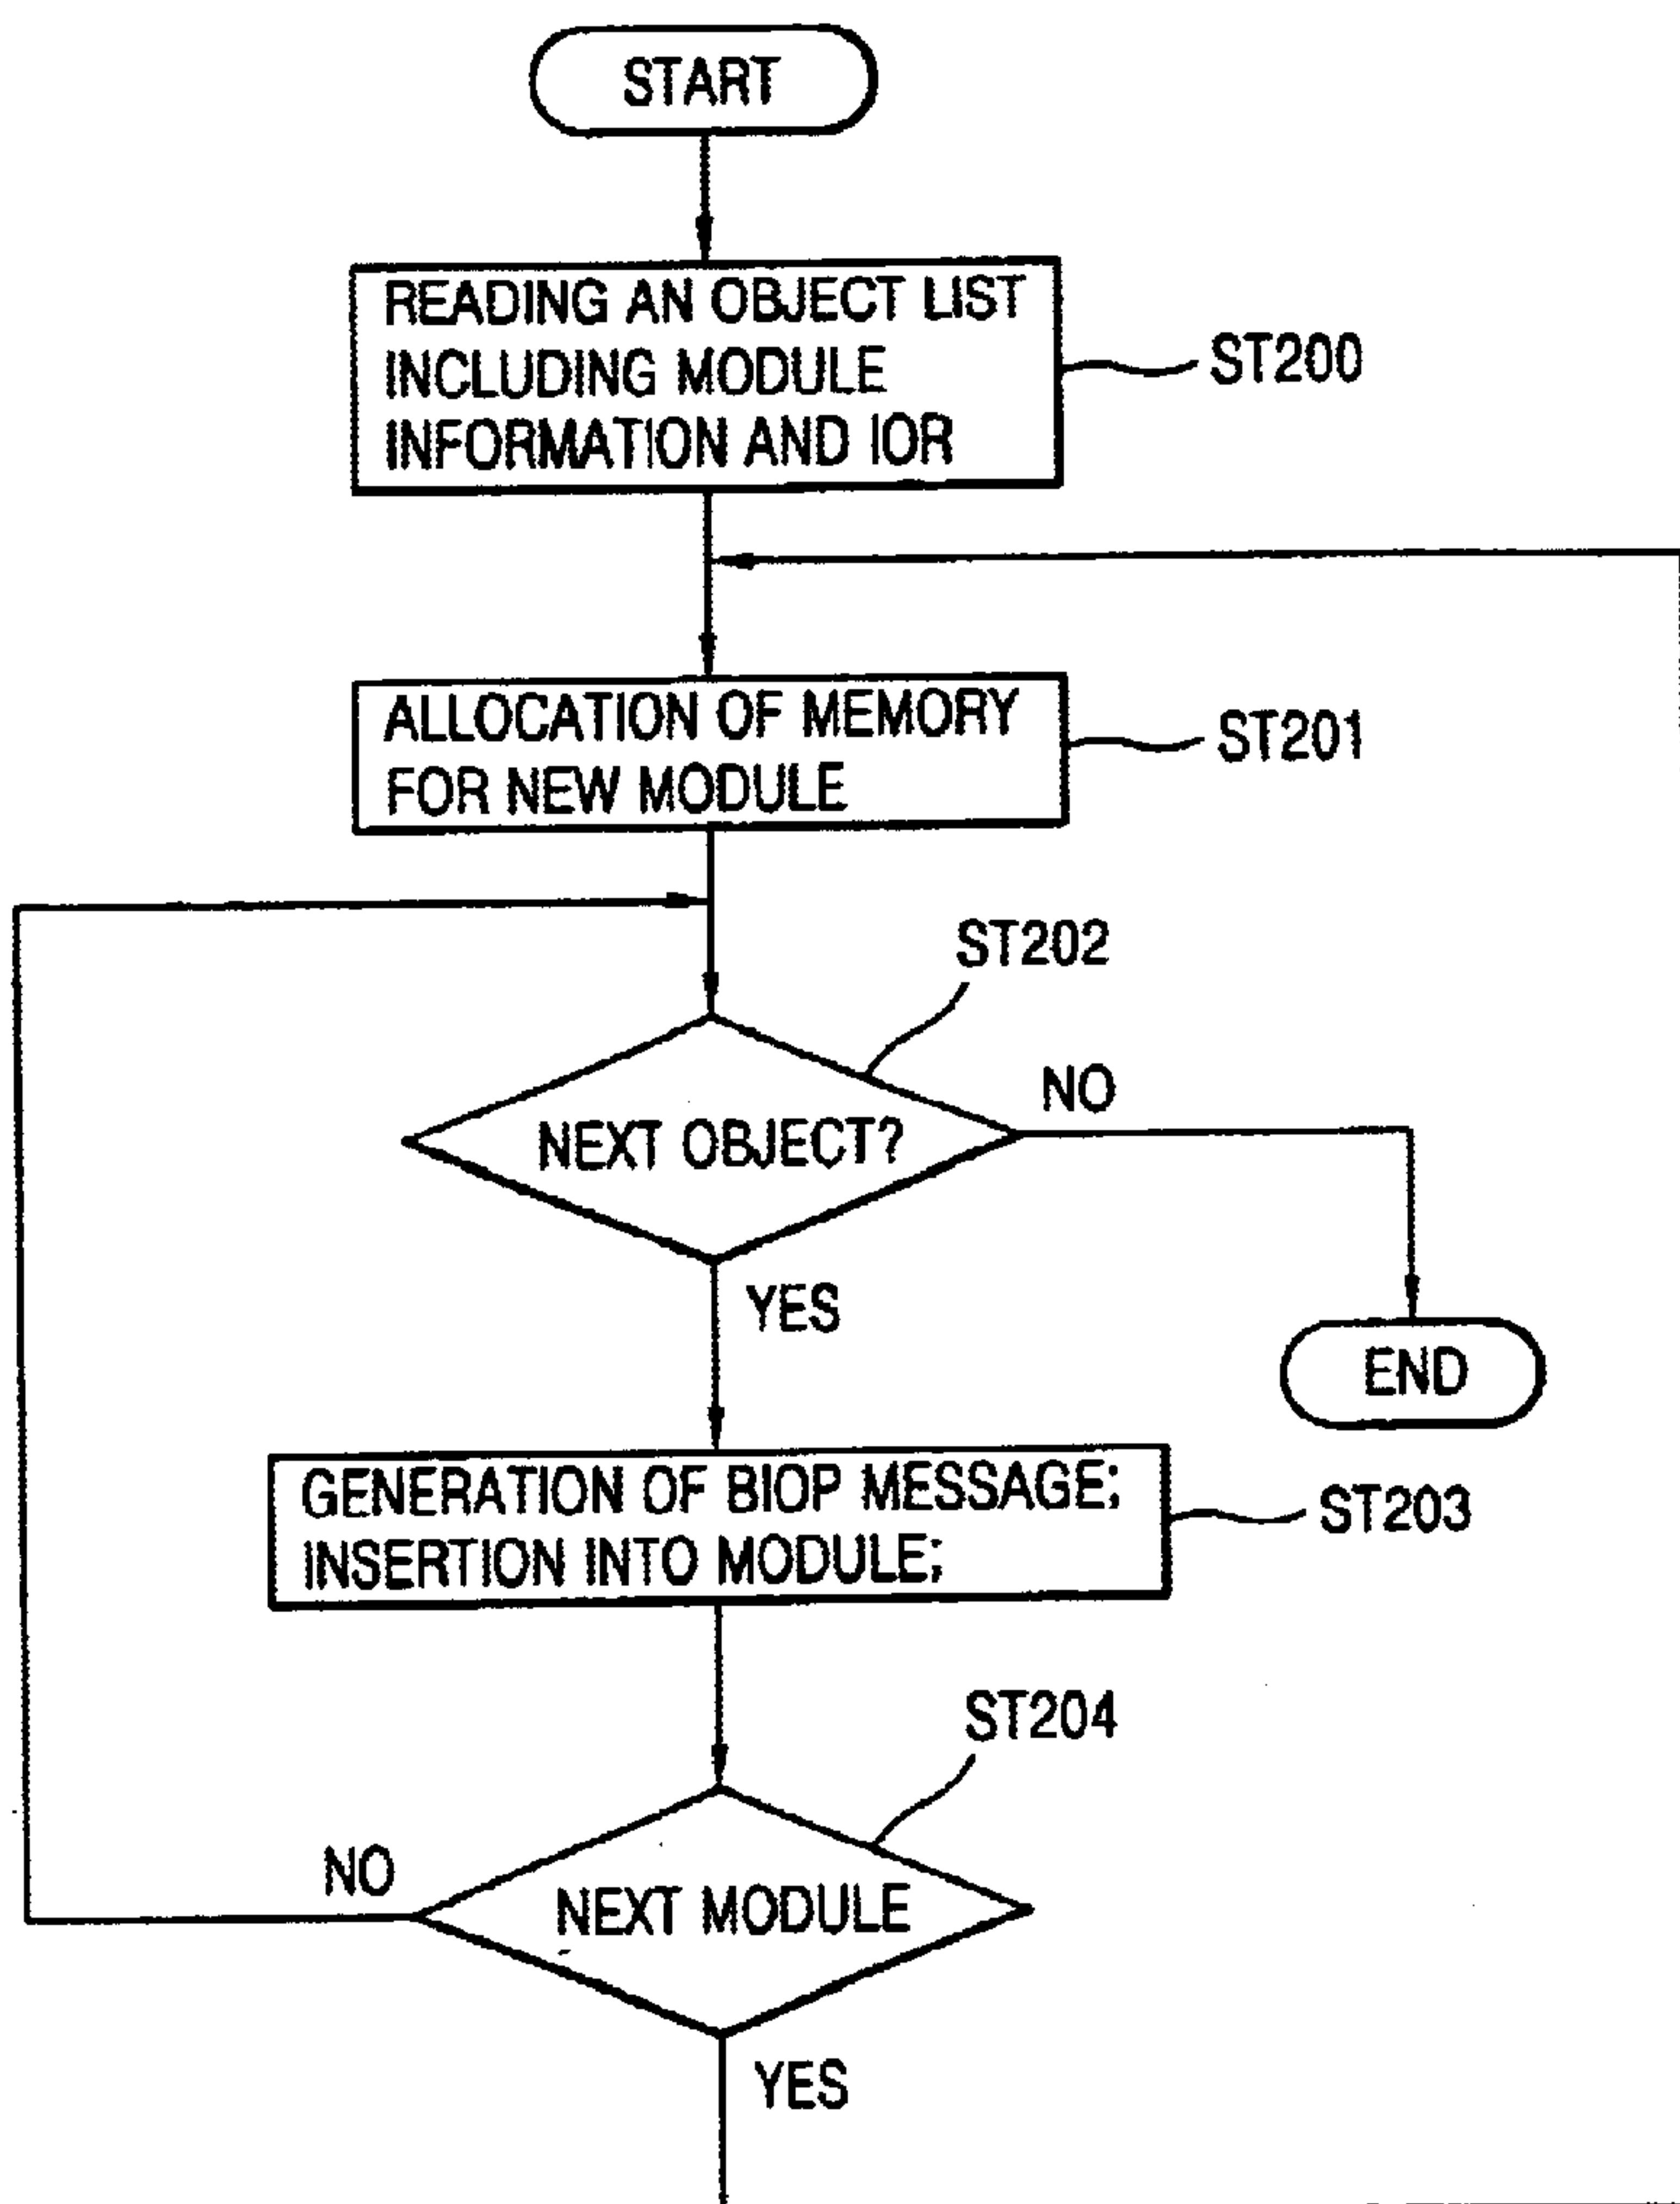 START
READING AN OBJECT LIST
INCLUDING MODULE
INFORMATION AND IOR
ST200
ALLOCATION OF MEMORY
FOR NEW MODULE
ST201
ST202
NEXT OBJECT?
NO
YES
END
GENERATION OF BIOP MESSAGE;
INSERTION INTO MODULE;
ST203
ST204
NO
NEXT MODULE
YES